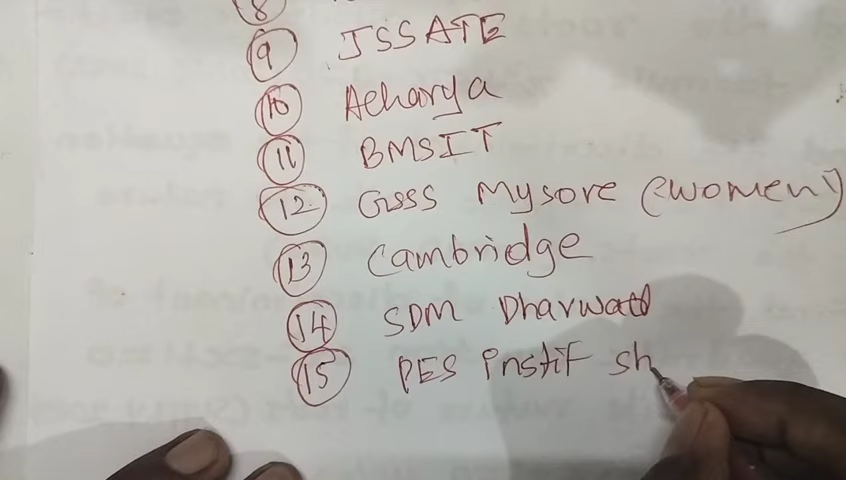 8
9 JSSATE
10 Acharya
11 BMSIT
12. GSSS Mysore (women)
13 Cambridge
14 SDM Dharwad
15 PES instit sh